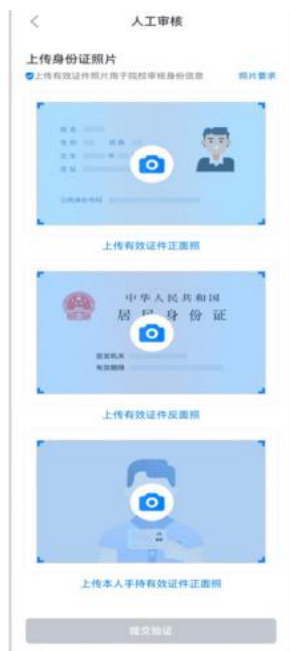 人工审核
上传身份证照片
上传有效证件照片用于院校审核身份信息 照片要求
姓名
性别 民族
出生 年
住址
公民身份号码
上传有效证件正面照
中华人民共和国
居民身份证
签发机关
有效期限
上传有效证件反面照
上传本人手持有效证件正面照
提交验证